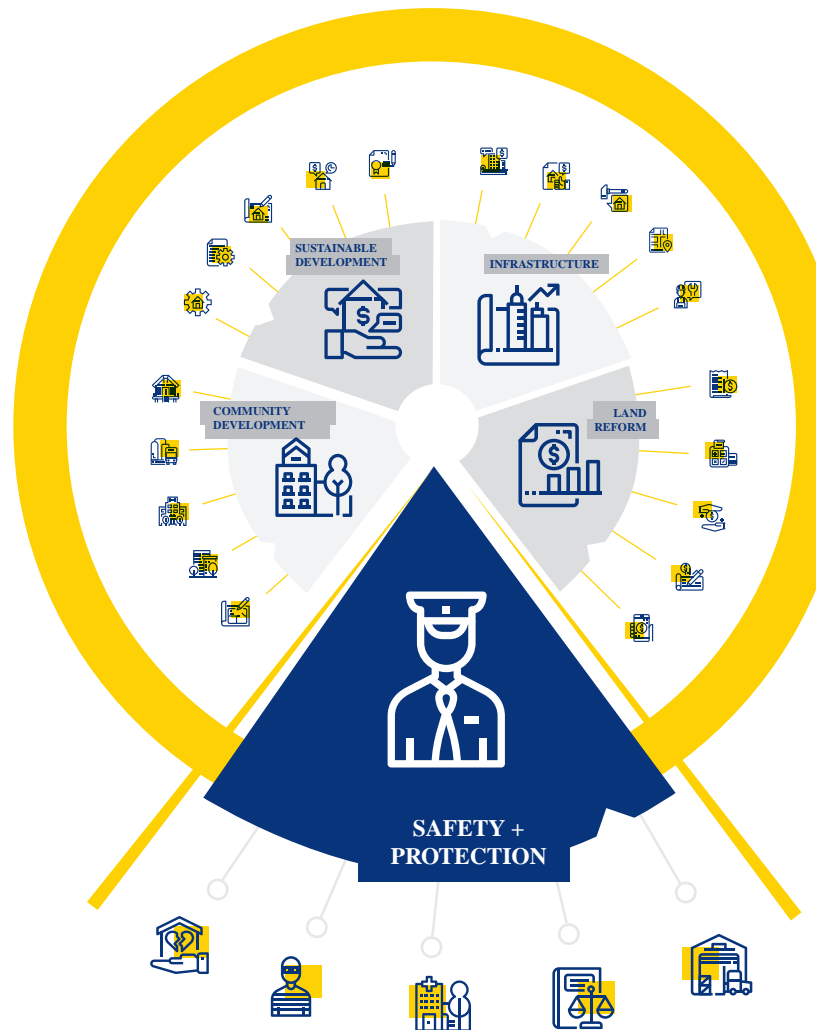 SUSTAINABLE
DEVELOPMENT
INFRASTRUCTURE
COMMUNITY
DEVELOPMENT
LAND
REFORM
SAFETY +
PROTECTION